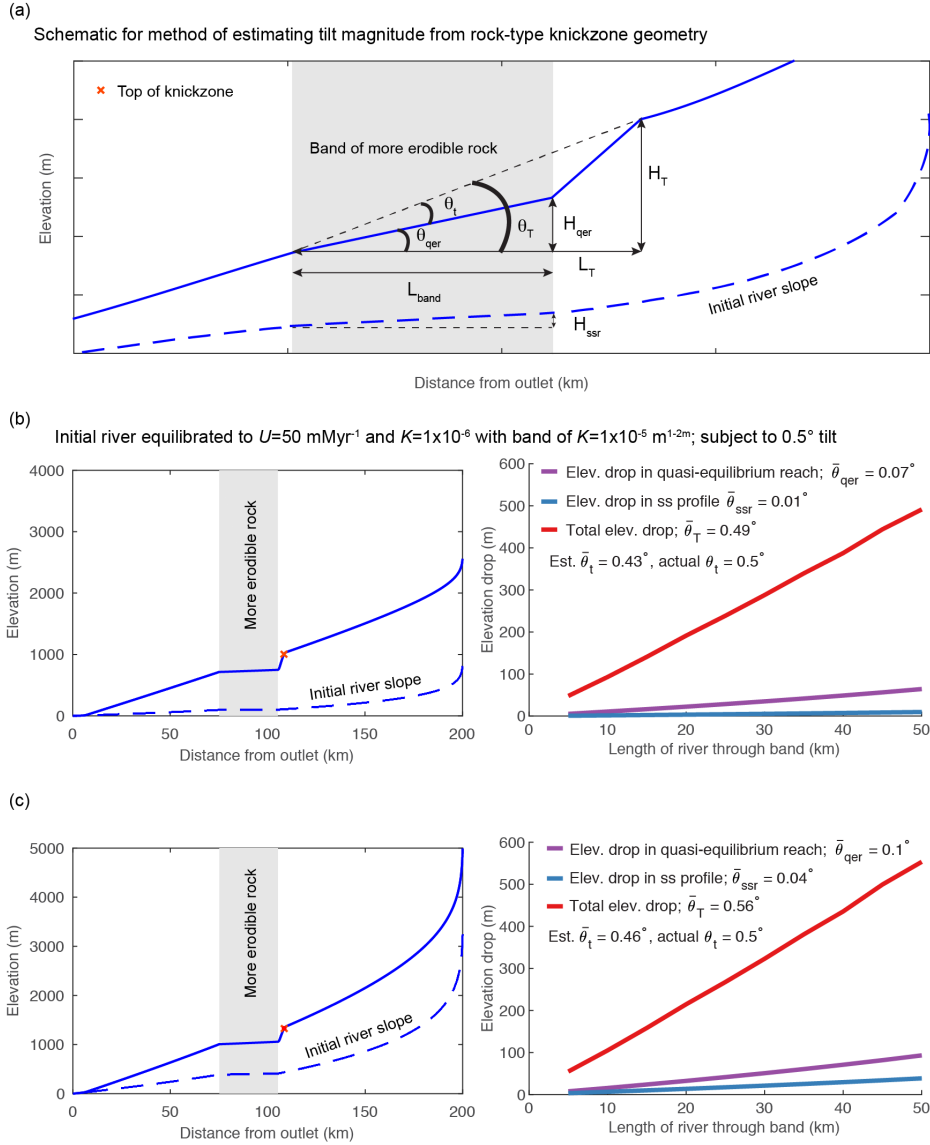 (a)
Schematic for method of estimating tilt magnitude from rock-type knickzone geometry
Top of knickzone
Band of more erodible rock
Elevation (m)
θt
θqer
θT
Hqer
HT
LT
Lband
Hssr
Initial river slope
Distance from outlet (km)
(b)
Initial river equilibrated to U=50 mMyr-1 and K=1x10-6 with band of K=1x10-5 m1-2m; subject to 0.5° tilt
4000
3000
2000
1000
0
Elevation (m)
More erodible rock
Initial river slope
0 50 100 150 200
Distance from outlet (km)
600
500
400
300
200
100
0
Elevation drop (m)
Elev. drop in quasi-equilibrium reach; θ̄qer = 0.07°
Elev. drop in ss profile θ̄ssr = 0.01°
Total elev. drop; θ̄T = 0.49°
Est. θ̄t = 0.43°, actual θt = 0.5°
0 10 20 30 40 50
Length of river through band (km)
(c)
5000
4000
3000
2000
1000
0
Elevation (m)
More erodible rock
Initial river slope
0 50 100 150 200
Distance from outlet (km)
600
500
400
300
200
100
0
Elevation drop (m)
Elev. drop in quasi-equilibrium reach; θ̄qer = 0.1°
Elev. drop in ss profile; θ̄ssr = 0.04°
Total elev. drop; θ̄T = 0.56°
Est. θ̄t = 0.46°, actual θt = 0.5°
0 10 20 30 40 50
Length of river through band (km)